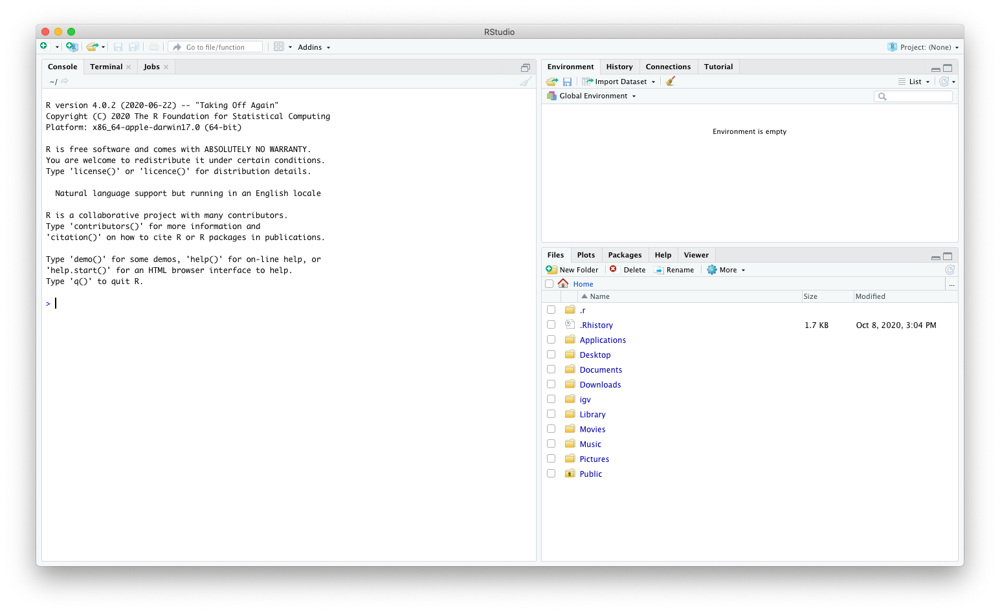 RStudio
Go to file/function
Addins
Project: (None)
Console Terminal Jobs
~/
R version 4.0.2 (2020-06-22) -- "Taking Off Again"
Copyright (C) 2020 The R Foundation for Statistical Computing
Platform: x86_64-apple-darwin17.0 (64-bit)
R is free software and comes with ABSOLUTELY NO WARRANTY.
You are welcome to redistribute it under certain conditions.
Type 'license()' or 'licence()' for distribution details.
Natural language support but running in an English locale
R is a collaborative project with many contributors.
Type 'contributors()' for more information and
'citation()' on how to cite R or R packages in publications.
Type 'demo()' for some demos, 'help()' for on-line help, or
'help.start()' for an HTML browser interface to help.
Type 'q()' to quit R.
>
Environment History Connections Tutorial
Import Dataset
List
Global Environment
Environment is empty
Files Plots Packages Help Viewer
New Folder Delete Rename More
Home
...
Name Size Modified
.r
.Rhistory 1.7 KB Oct 8, 2020, 3:04 PM
Applications
Desktop
Documents
Downloads
igv
Library
Movies
Music
Pictures
Public